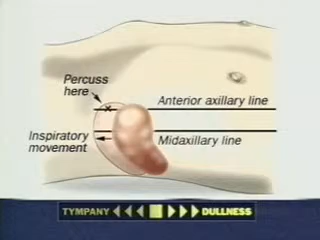 Percuss
here
Anterior axillary line
Inspiratory
movement
Midaxillary line
TYMPANY
DULLNESS